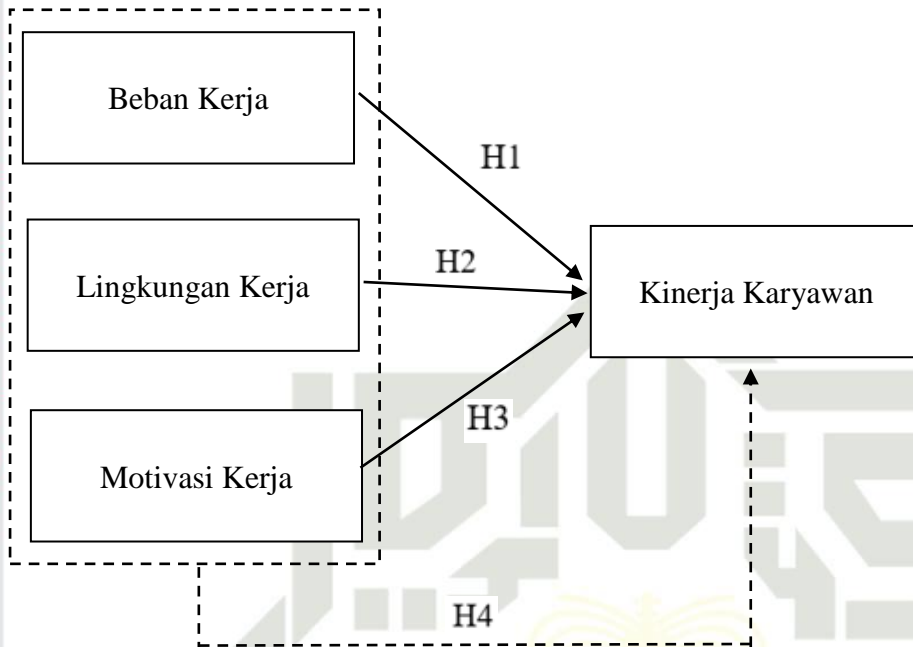 Beban Kerja
H1
Lingkungan Kerja
H2
Kinerja Karyawan
Motivasi Kerja
H3
H4